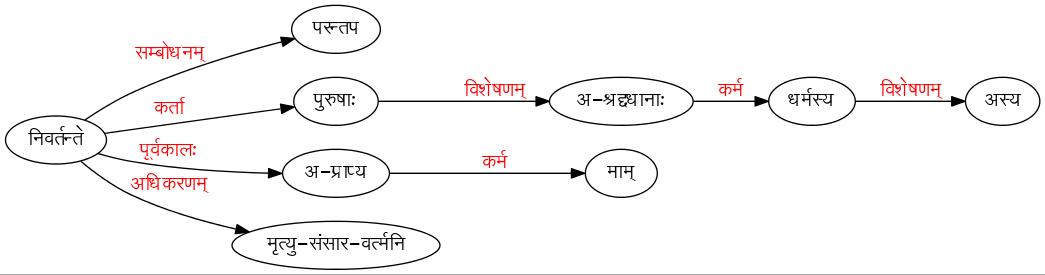 परन्तप
सम्बोधनम्
विशेषणम् कर्म विशेषणम्
कर्ता पुरुषाः अ-श्रद्दधानाः धर्मस्य अस्य
निवर्तन्ते
पूर्वकालः कर्म
अ-प्राप्य माम्
अधिकरणम्
मृत्यु-संसार-वर्त्मनि